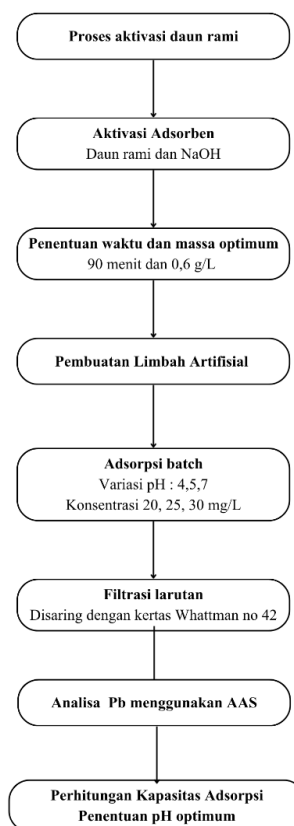 Proses aktivasi daun rami
Aktivasi Adsorben
Daun rami dan NaOH
Penentuan waktu dan massa optimum
90 menit dan 0,6 g/L
Pembuatan Limbah Artifisial
Adsorpsi batch
Variasi pH : 4,5,7
Konsentrasi 20, 25, 30 mg/L
Filtrasi larutan
Disaring dengan kertas Whattman no 42
Analisa Pb menggunakan AAS
Perhitungan Kapasitas Adsorpsi
Penentuan pH optimum